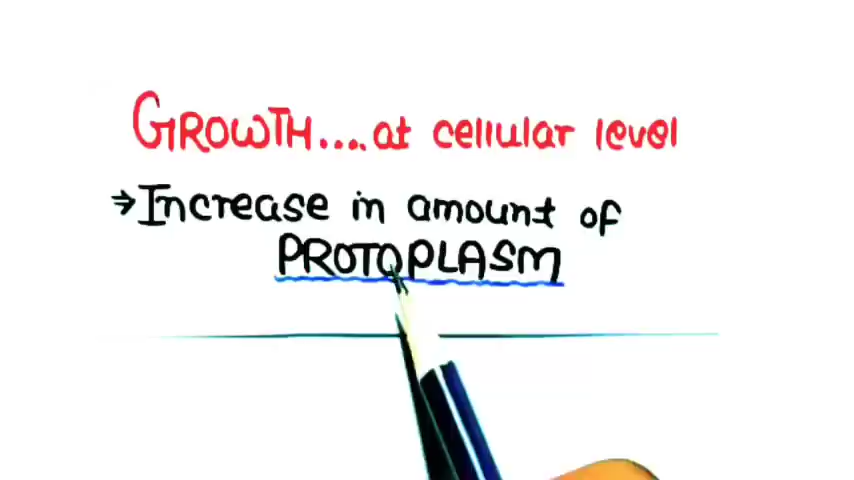 GROWTH....at cellular level
⇒Increase in amount of
PROTOPLASM